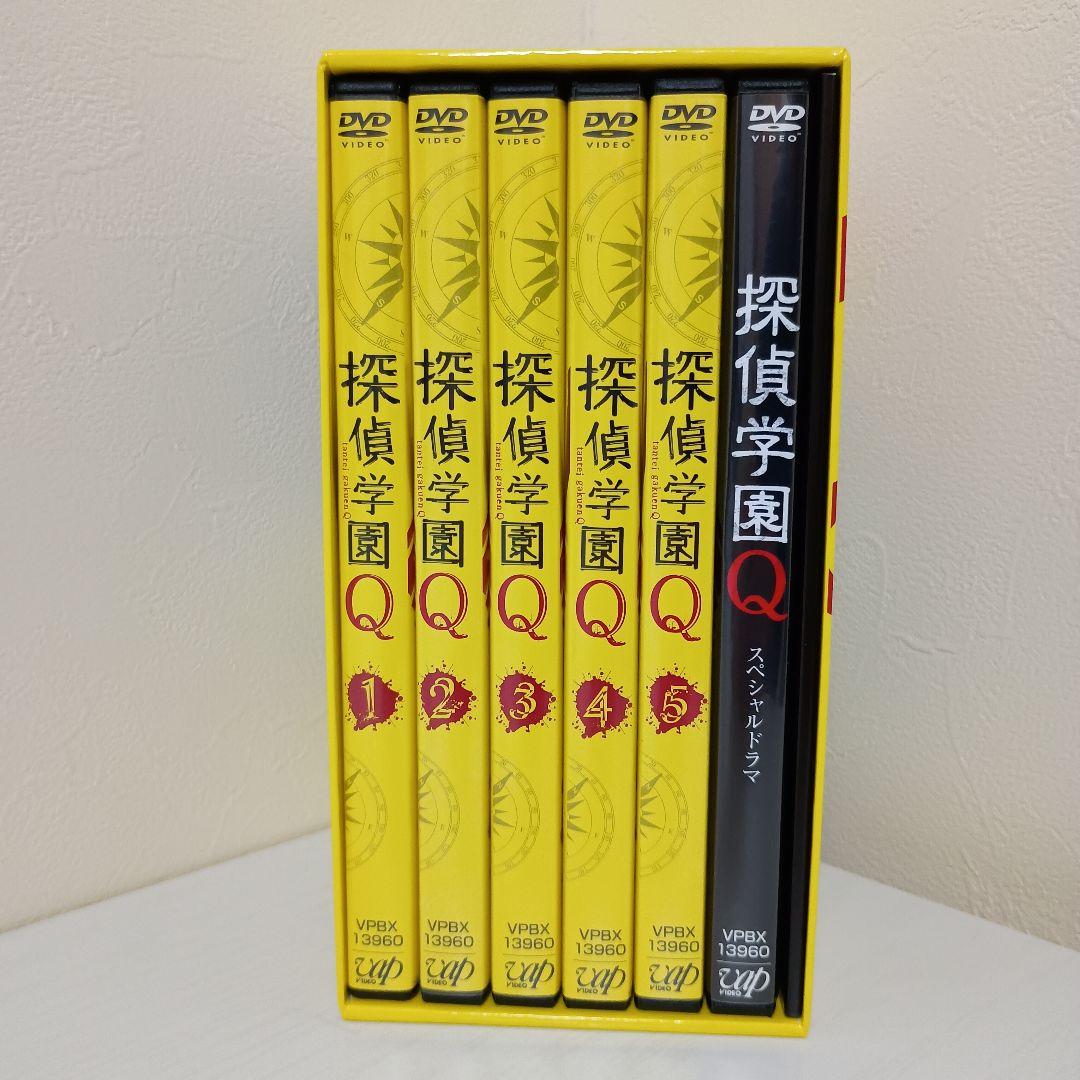 DVD
VIDEO
探偵学園Q
tantei gakuen Q
1
VPBX
13960
vap
VIDEO
DVD
VIDEO
探偵学園Q
tantei gakuen Q
2
VPBX
13960
vap
VIDEO
DVD
VIDEO
探偵学園Q
tantei gakuen Q
3
VPBX
13960
vap
VIDEO
DVD
VIDEO
探偵学園Q
tantei gakuen Q
4
VPBX
13960
vap
VIDEO
DVD
VIDEO
探偵学園Q
tantei gakuen Q
5
VPBX
13960
vap
VIDEO
DVD
VIDEO
探偵学園Q
スペシャルドラマ
VPBX
13960
vap
VIDEO